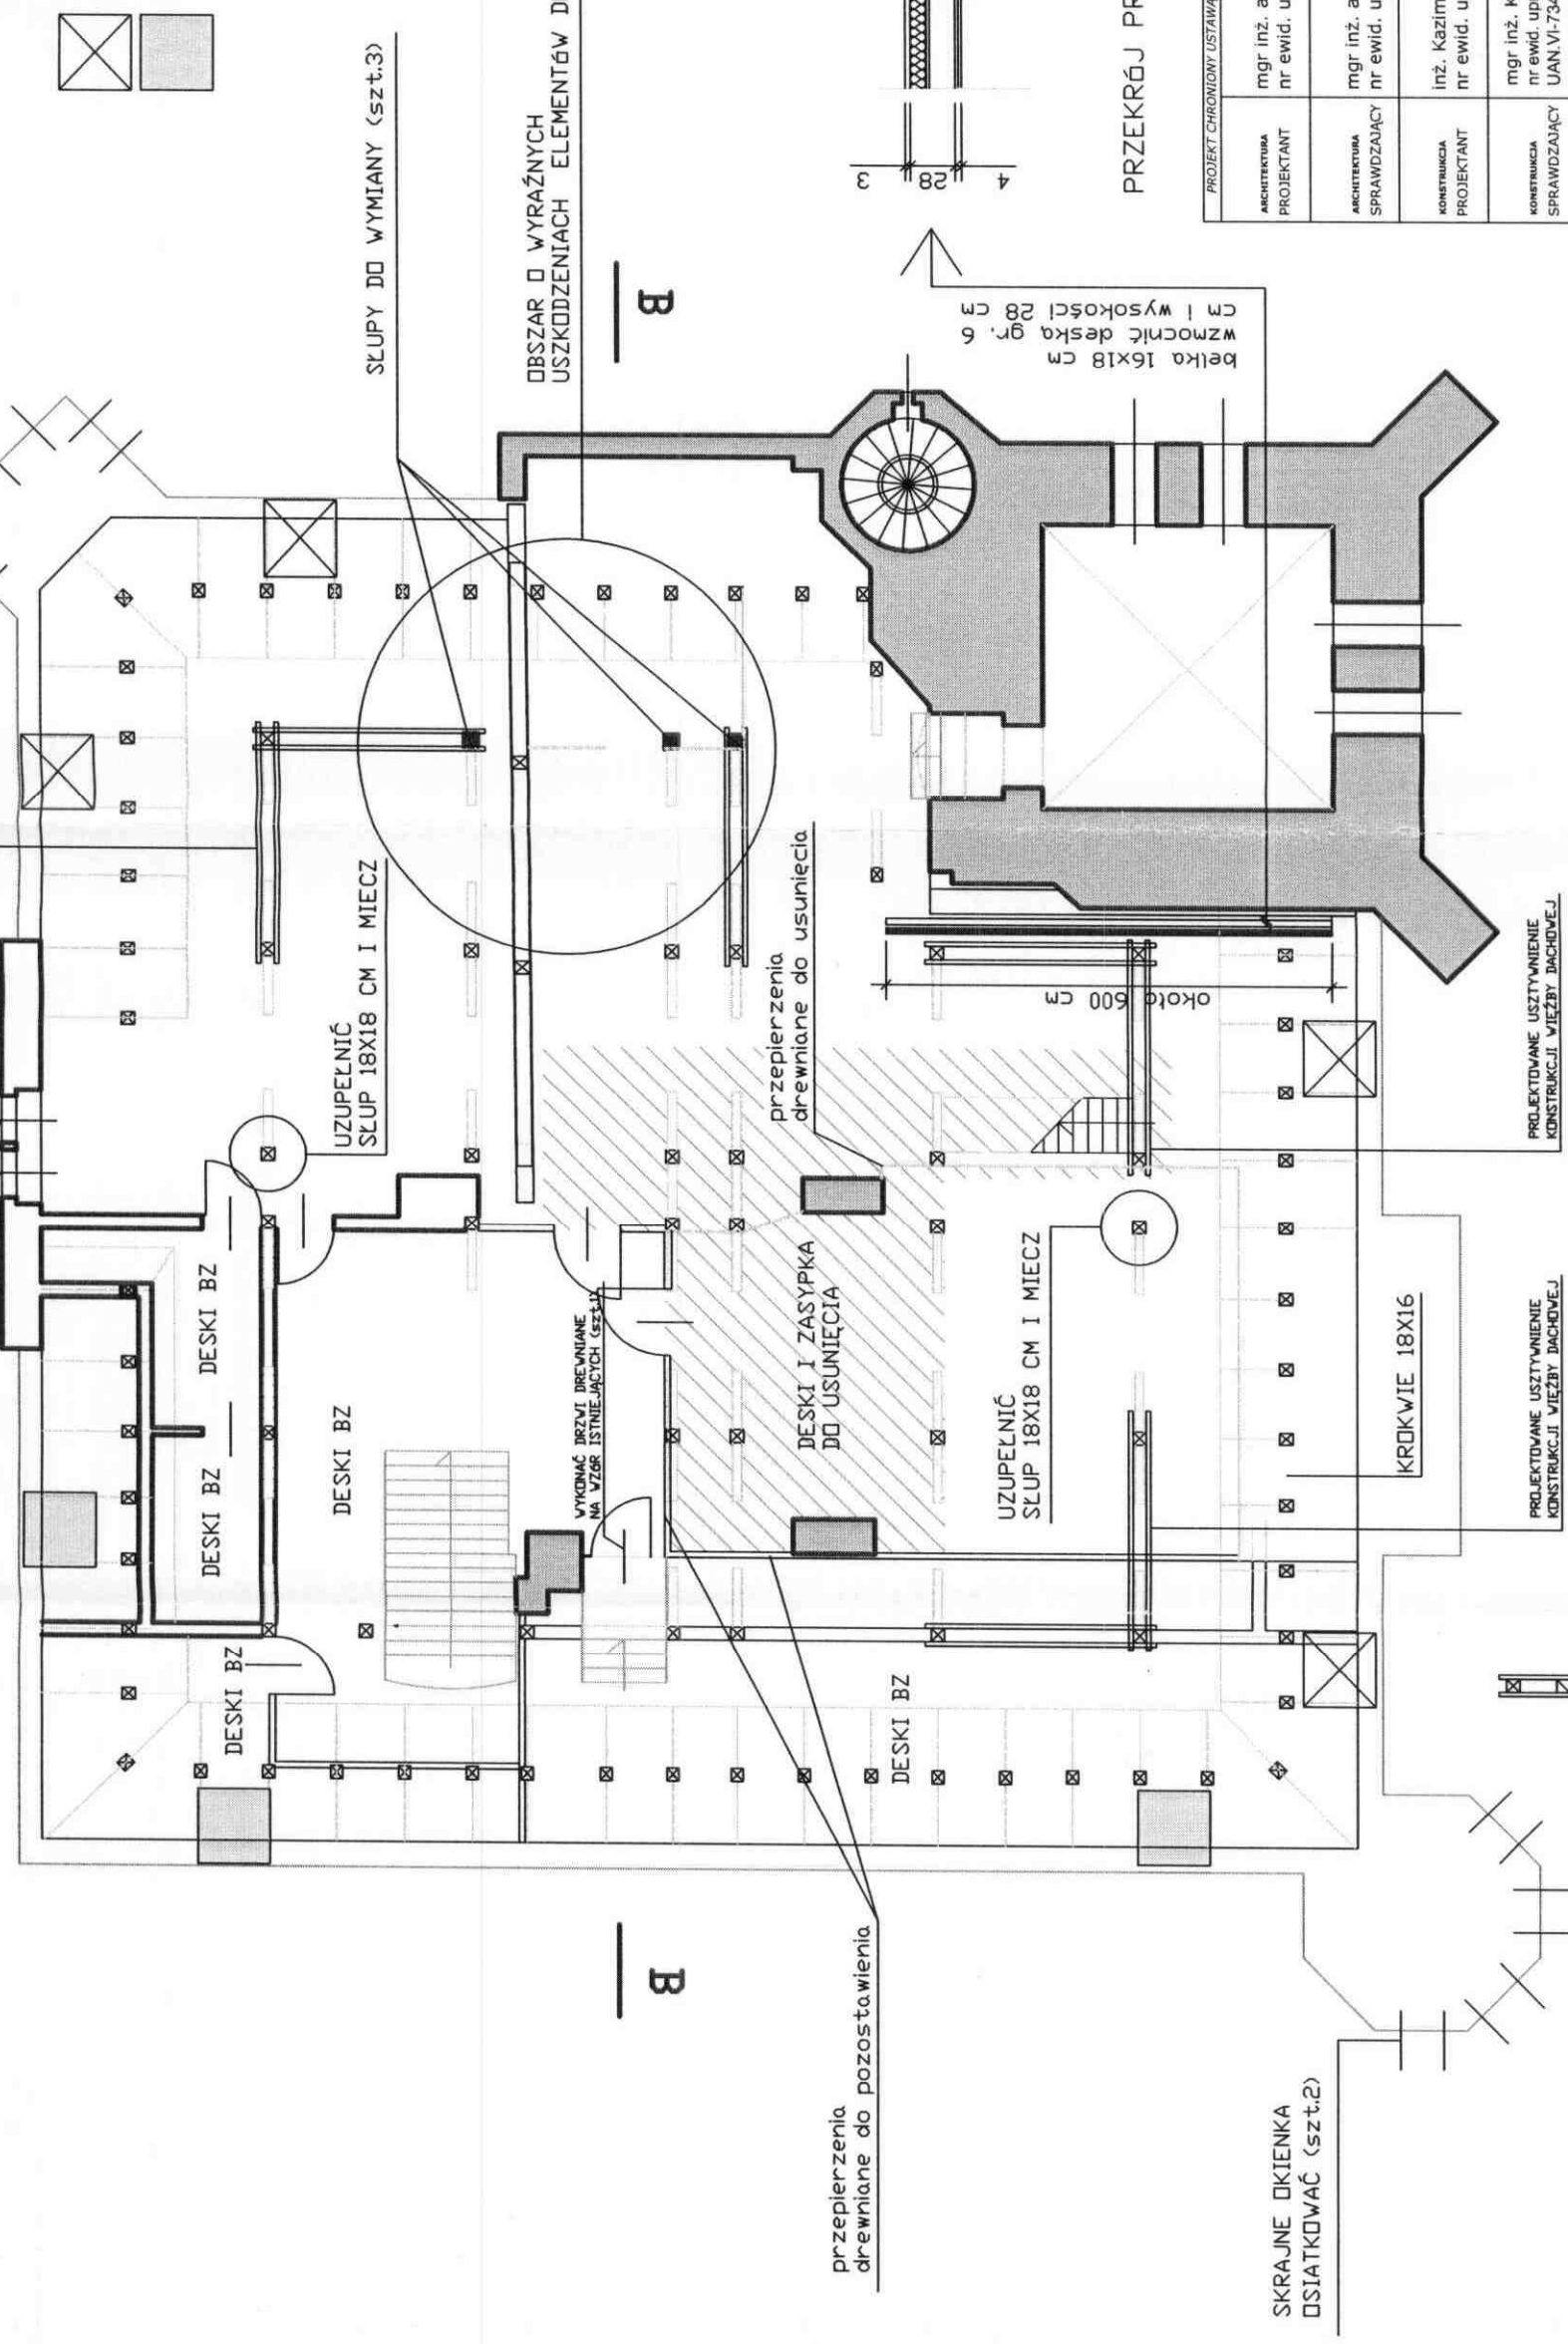 SŁUPY DO WYMIANY (szt.3)
OBSZAR O WYRAŹNYCH
USZKODZENIACH ELEMENTÓW D
B
3
28
4
PRZEKRÓJ PR
PROJEKT CHRONIONY USTAWĄ
ARCHITEKTURA
PROJEKTANT
mgr inż. a
nr ewid. u
ARCHITEKTURA
SPRAWDZAJĄCY
mgr inż. a
nr ewid. u
KONSTRUKCJA
PROJEKTANT
inż. Kazim
nr ewid. u
KONSTRUKCJA
SPRAWDZAJĄCY
mgr inż. K
nr ewid. upr
UAN.VI-734
belka 16x18 cm
wzmocnić deską gr. 6
cm i wysokości 28 cm
UZUPEŁNIĆ
SŁUP 18X18 CM I MIECZ
przepierzenia
drewniane do usunięcia
około 600 cm
PROJEKTOWANE USZTYWNIENIE
KONSTRUKCJI WIĘŹBY DACHOWEJ
DESKI BZ
DESKI BZ
DESKI BZ
DESKI BZ
WYKONAĆ DRZWI DREWNIANE
NA WZÓR ISTNIEJĄCYCH (szt.1)
DESKI I ZASYPKA
DO USUNIĘCIA
UZUPEŁNIĆ
SŁUP 18X18 CM I MIECZ
KROKWIE 18X16
PROJEKTOWANE USZTYWNIENIE
KONSTRUKCJI WIĘŹBY DACHOWEJ
DESKI BZ
B
przepierzenia
drewniane do pozostawienia
SKRAJNE OKIENKA
OSIATKOWAĆ (szt.2)